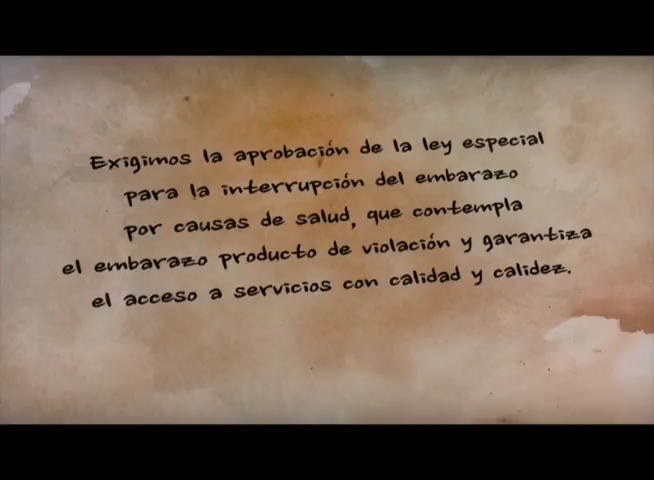 Exigimos la aprobación de la ley especial
para la interrupción del embarazo
por causas de salud, que contempla
el embarazo producto de violación y garantiza
el acceso a servicios con calidad y calidez.